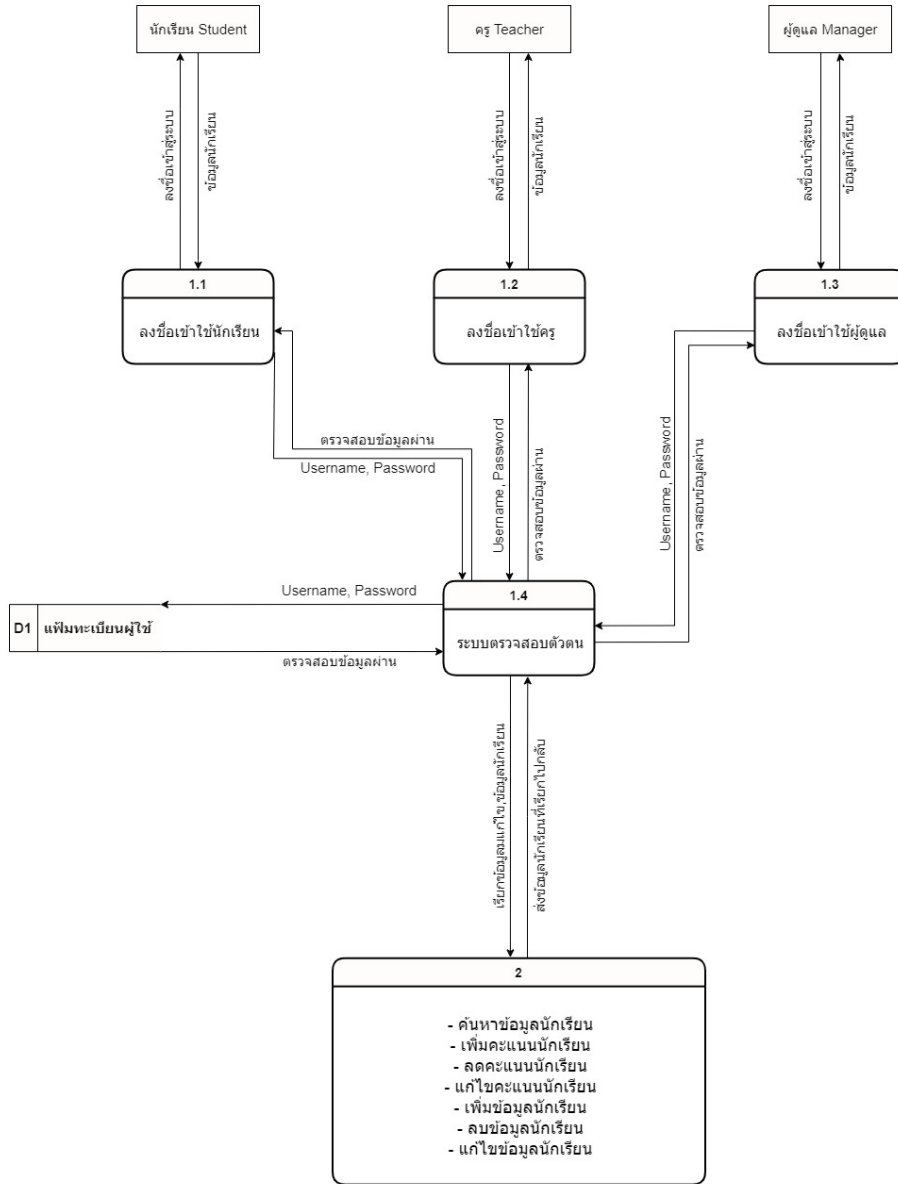 นักเรียน Student
ครู Teacher
ผู้ดูแล Manager
ลงชื่อเข้าสู่ระบบ
ข้อมูลนักเรียน
ลงชื่อเข้าสู่ระบบ
ข้อมูลนักเรียน
ลงชื่อเข้าสู่ระบบ
ข้อมูลนักเรียน
1.1
ลงชื่อเข้าใช้นักเรียน
1.2
ลงชื่อเข้าใช้ครู
1.3
ลงชื่อเข้าใช้ผู้ดูแล
ตรวจสอบข้อมูลผ่าน
Username, Password
Username, Password
ตรวจสอบข้อมูลผ่าน
Username, Password
ตรวจสอบข้อมูลผ่าน
Username, Password
D1 แฟ้มทะเบียนผู้ใช้
ตรวจสอบข้อมูลผ่าน
1.4
ระบบตรวจสอบตัวตน
เรียกข้อมูลมแก้ไข,ข้อมูลนักเรียน
ส่งข้อมูลนักเรียนที่เรียกไปกลับ
2
- ค้นหาข้อมูลนักเรียน
- เพิ่มคะแนนนักเรียน
- ลดคะแนนนักเรียน
- แก้ไขคะแนนนักเรียน
- เพิ่มข้อมูลนักเรียน
- ลบข้อมูลนักเรียน
- แก้ไขข้อมูลนักเรียน